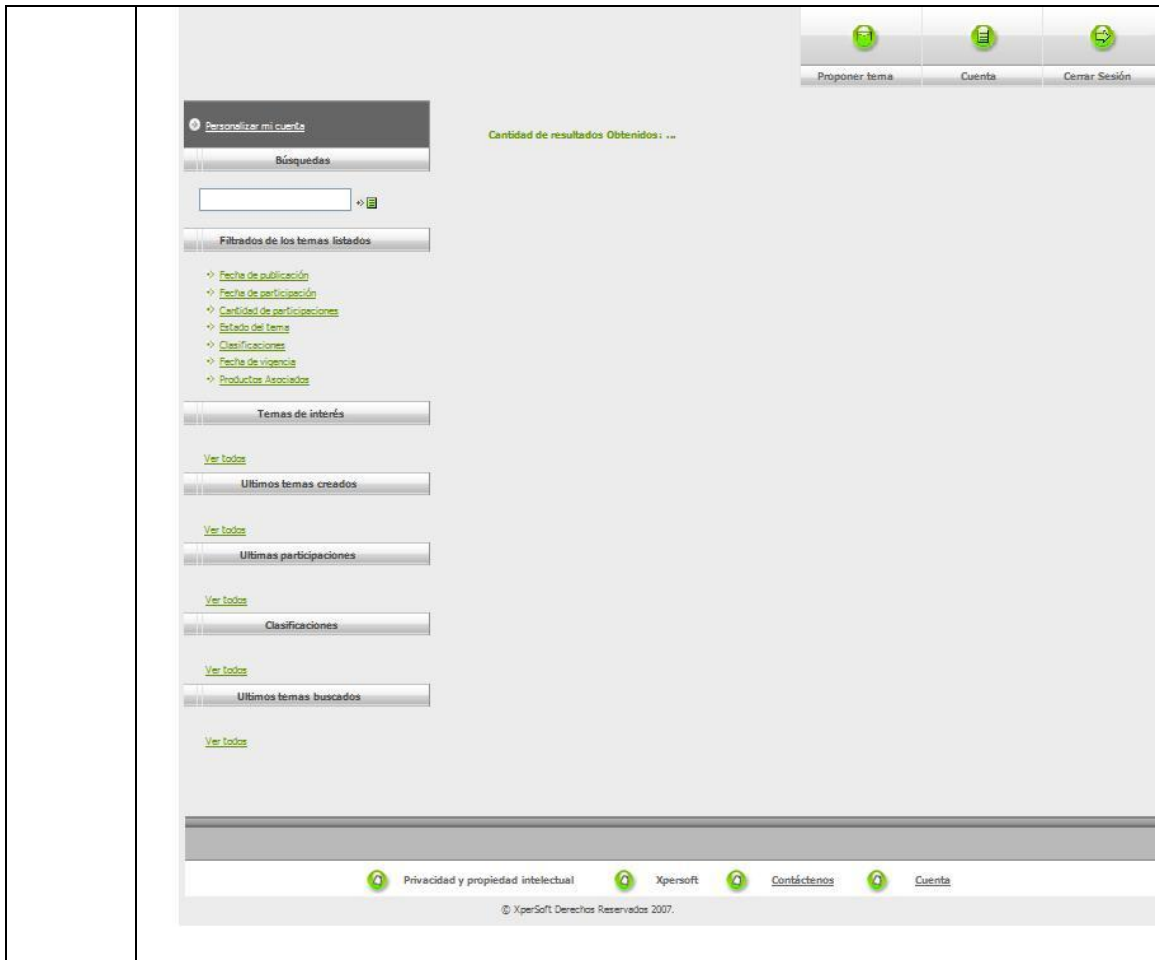 Proponer tema Cuenta Cerrar Sesión
Personalizar mi cuenta
Cantidad de resultados Obtenidos: ...
Búsquedas
Filtrados de los temas listados
Fecha de publicación
Fecha de participación
Cantidad de participaciones
Estado del tema
Clasificaciones
Fecha de vigencia
Productos Asociados
Temas de interés
Ver todos
Ultimos temas creados
Ver todos
Ultimas participaciones
Ver todos
Clasificaciones
Ver todos
Ultimos temas buscados
Ver todos
Privacidad y propiedad intelectual Xpersoft Contáctenos Cuenta
© XperSoft Derechos Reservados 2007.